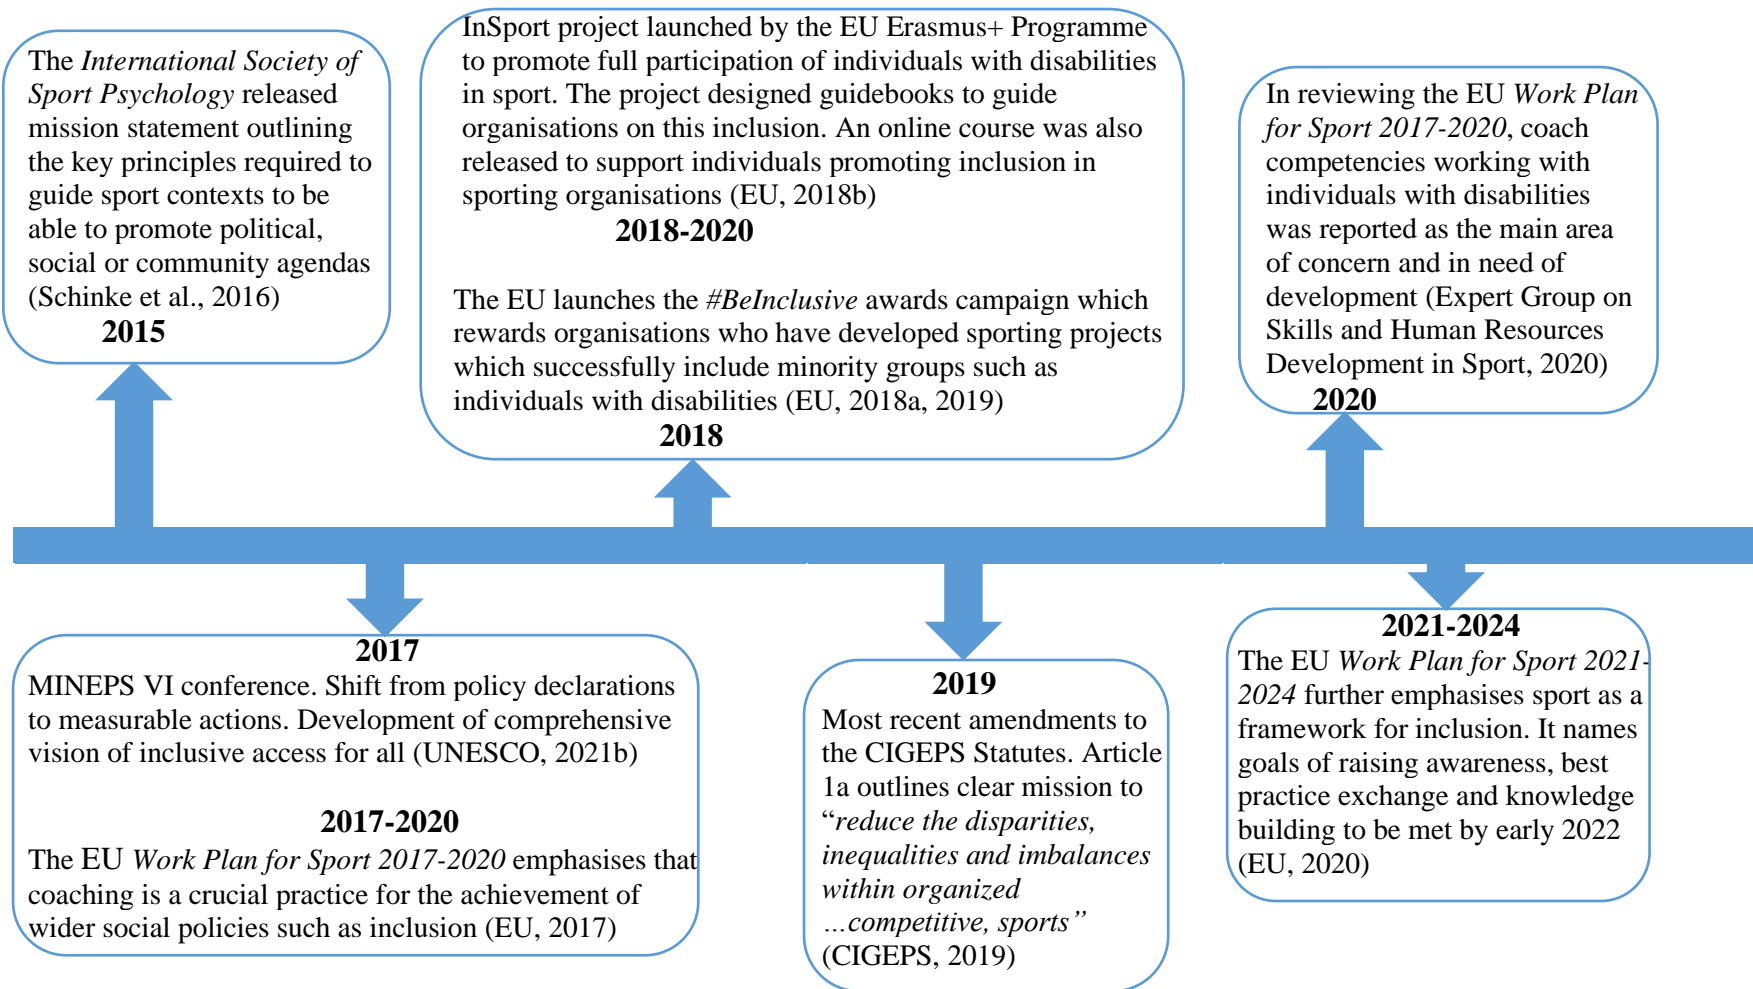 The International Society of
Sport Psychology released
mission statement outlining
the key principles required to
guide sport contexts to be
able to promote political,
social or community agendas
(Schinke et al., 2016)
2015
InSport project launched by the EU Erasmus+ Programme
to promote full participation of individuals with disabilities
in sport. The project designed guidebooks to guide
organisations on this inclusion. An online course was also
released to support individuals promoting inclusion in
sporting organisations (EU, 2018b)
2018-2020
The EU launches the #BeInclusive awards campaign which
rewards organisations who have developed sporting projects
which successfully include minority groups such as
individuals with disabilities (EU, 2018a, 2019)
2018
In reviewing the EU Work Plan
for Sport 2017-2020, coach
competencies working with
individuals with disabilities
was reported as the main area
of concern and in need of
development (Expert Group on
Skills and Human Resources
Development in Sport, 2020)
2020
2017
MINEPS VI conference. Shift from policy declarations
to measurable actions. Development of comprehensive
vision of inclusive access for all (UNESCO, 2021b)
2017-2020
The EU Work Plan for Sport 2017-2020 emphasises that
coaching is a crucial practice for the achievement of
wider social policies such as inclusion (EU, 2017)
2019
Most recent amendments to
the CIGEPS Statutes. Article
1a outlines clear mission to
“reduce the disparities,
inequalities and imbalances
within organized
…competitive, sports”
(CIGEPS, 2019)
2021-2024
The EU Work Plan for Sport 2021-
2024 further emphasises sport as a
framework for inclusion. It names
goals of raising awareness, best
practice exchange and knowledge
building to be met by early 2022
(EU, 2020)